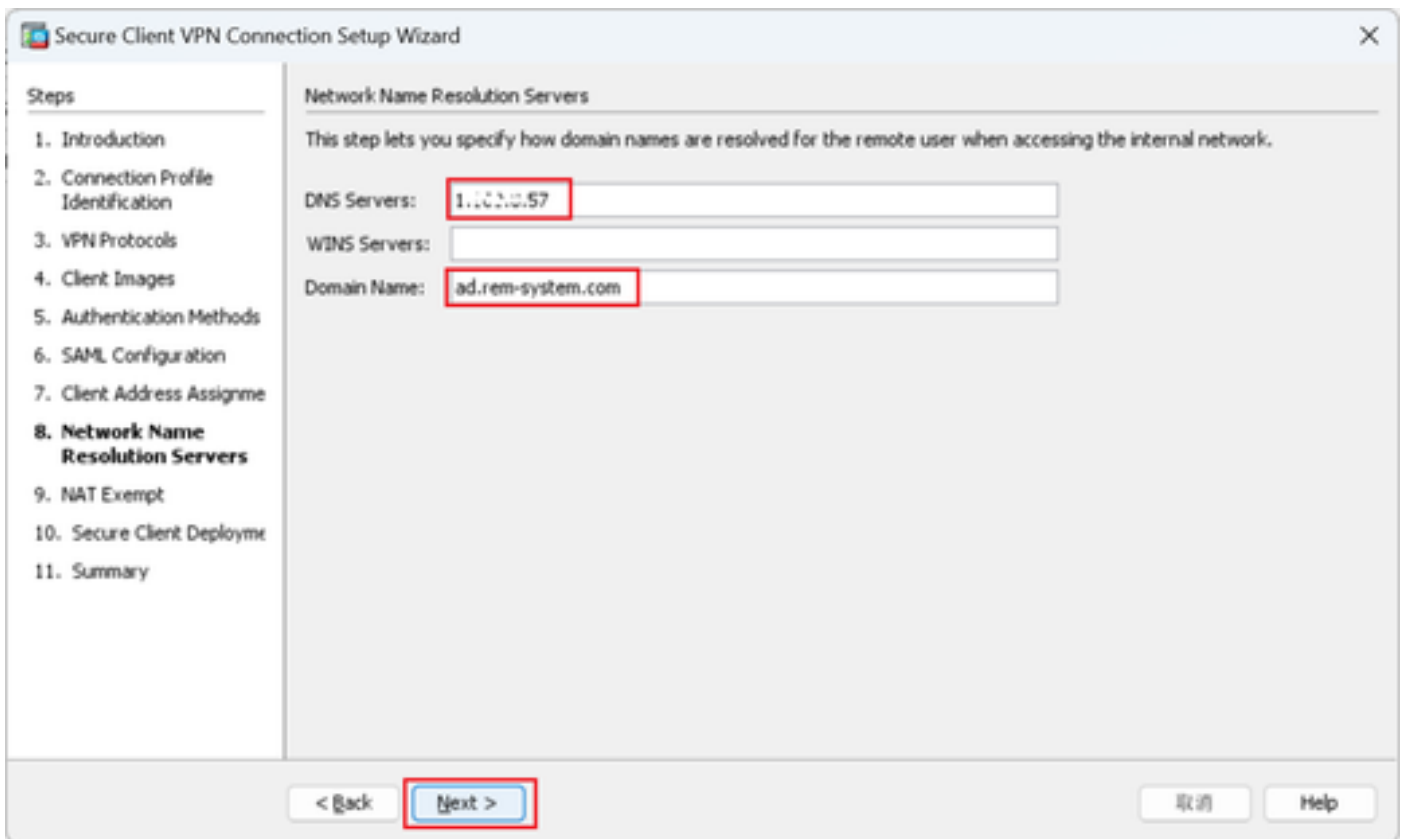 Secure Client VPN Connection Setup Wizard
Steps
1. Introduction
2. Connection Profile
Identification
3. VPN Protocols
4. Client Images
5. Authentication Methods
6. SAML Configuration
7. Client Address Assignme
8. Network Name
Resolution Servers
9. NAT Exempt
10. Secure Client Deployme
11. Summary
Network Name Resolution Servers
This step lets you specify how domain names are resolved for the remote user when accessing the internal network.
DNS Servers:
WINS Servers:
Domain Name: ad.rem-system.com
< Back
Next >
取消
Help